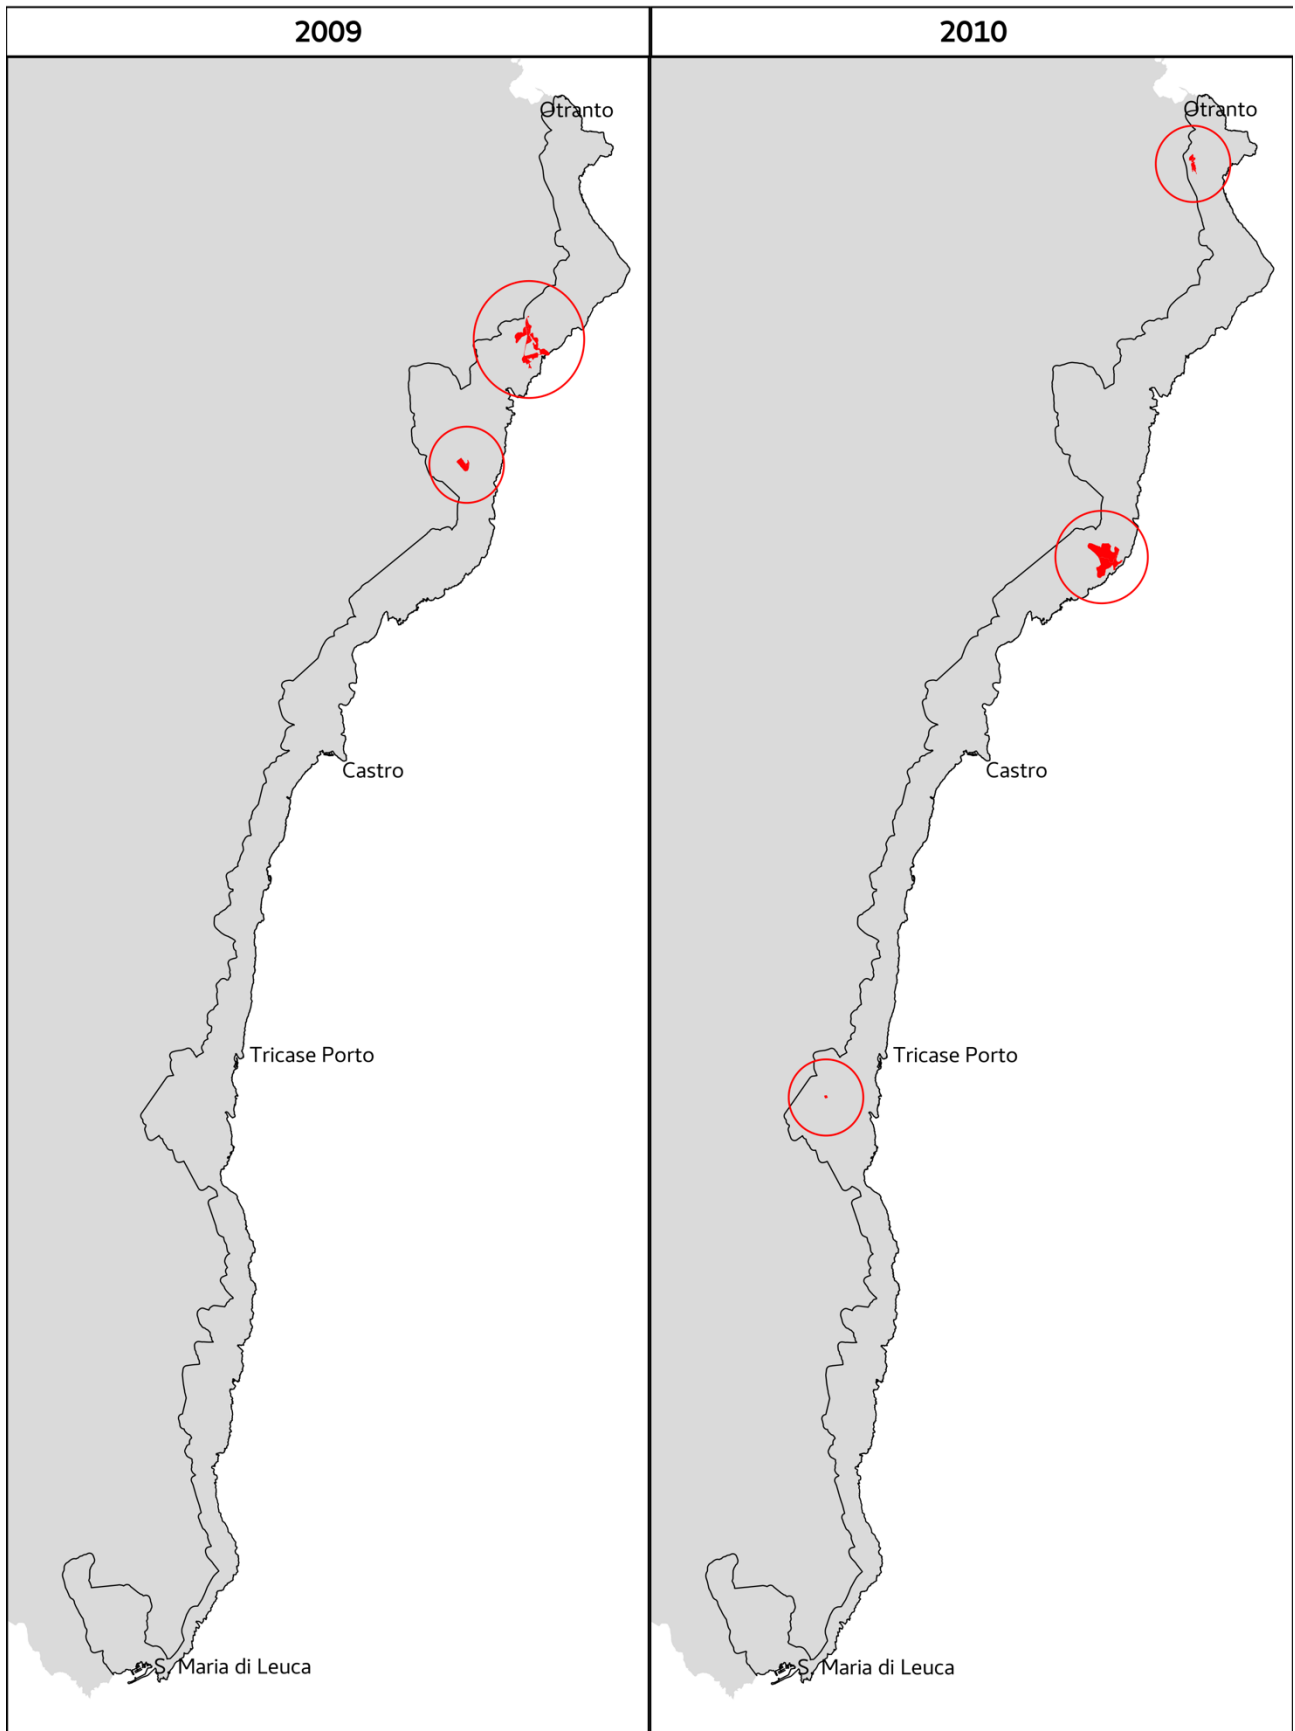 2009
2010
Otranto
Castro
Tricase Porto
S. Maria di Leuca
Otranto
Castro
Tricase Porto
S. Maria di Leuca